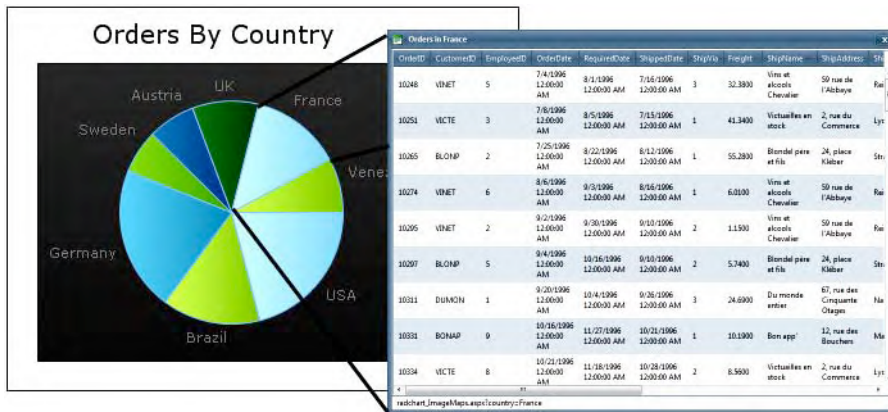 Orders By Country
UK
Austria
France
Sweden
Venez
Germany
USA
Brazil
Orders in France
OrderID CustomerID EmployeeID OrderDate RequiredDate ShippedDate ShipVia Freight ShipName ShipAddress Shi
10248 VINET 5 7/4/1996 12:00:00 AM 8/1/1996 12:00:00 AM 7/16/1996 12:00:00 AM 3 32.3800 Vins et alcools Chevalier 59 rue de l'Abbaye Rei
10251 VICTE 3 7/8/1996 12:00:00 AM 8/5/1996 12:00:00 AM 7/15/1996 12:00:00 AM 1 41.3400 Victuailles en stock 2, rue du Commerce Lyo
10265 BLONP 2 7/25/1996 12:00:00 AM 8/22/1996 12:00:00 AM 8/12/1996 12:00:00 AM 1 55.2800 Blondel père et fils 24, place Kléber Stra
10274 VINET 6 8/6/1996 12:00:00 AM 9/3/1996 12:00:00 AM 8/16/1996 12:00:00 AM 1 6.0100 Vins et alcools Chevalier 59 rue de l'Abbaye Rei
10295 VINET 2 9/2/1996 12:00:00 AM 9/30/1996 12:00:00 AM 9/10/1996 12:00:00 AM 2 1.1500 Vins et alcools Chevalier 59 rue de l'Abbaye Rei
10297 BLONP 5 9/4/1996 12:00:00 AM 10/16/1996 12:00:00 AM 9/10/1996 12:00:00 AM 2 5.7400 Blondel père et fils 24, place Kléber Stra
10311 DUMON 1 9/20/1996 12:00:00 AM 10/4/1996 12:00:00 AM 9/26/1996 12:00:00 AM 3 24.6900 Du monde entier 67, rue des Cinquante Otages Na
10331 BONAP 9 10/16/1996 12:00:00 AM 11/27/1996 12:00:00 AM 10/21/1996 12:00:00 AM 1 10.1900 Bon app' 12, rue des Bouchers Ma
10334 VICTE 8 10/21/1996 12:00:00 AM 11/18/1996 12:00:00 AM 10/28/1996 12:00:00 AM 2 8.5600 Victuailles en stock 2, rue du Commerce Lyo
radchart_ImageMaps.aspx?country=France